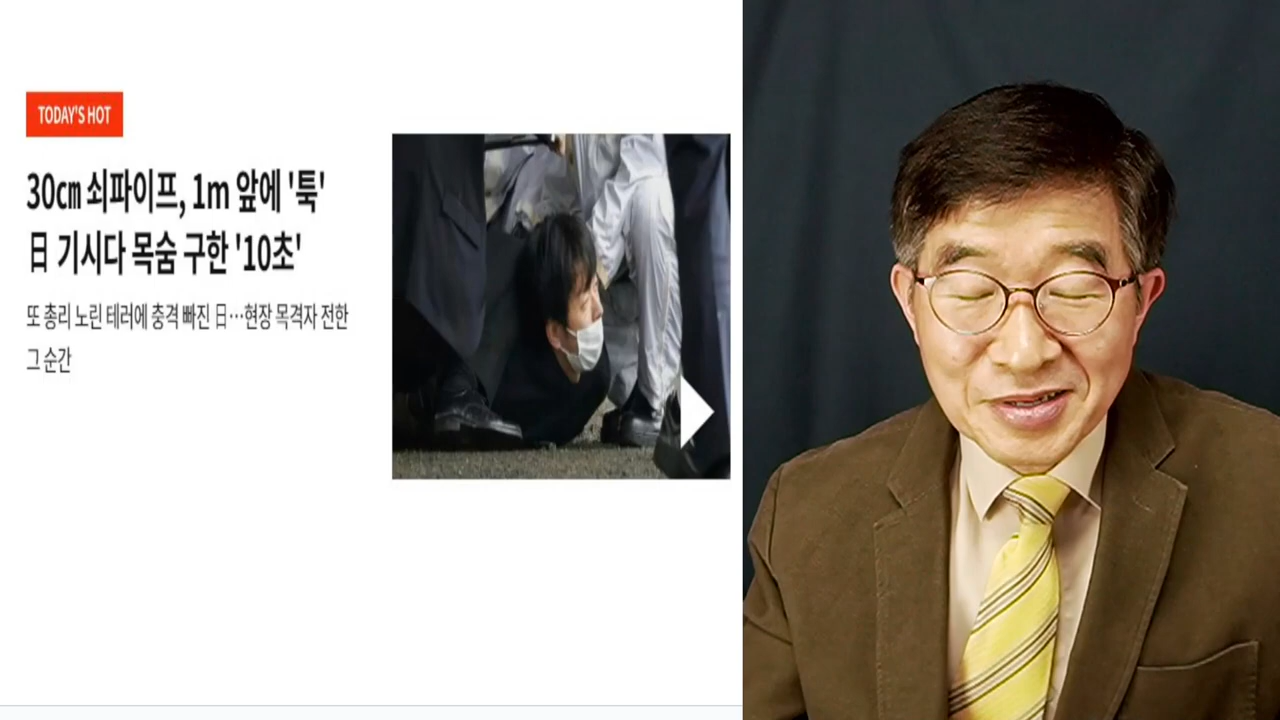 TODAY'S HOT
30㎝ 쇠파이프, 1m 앞에 '툭'
日 기시다 목숨 구한 '10초'
또 총리 노린 테러에 충격 빠진 日…현장 목격자 전한
그 순간